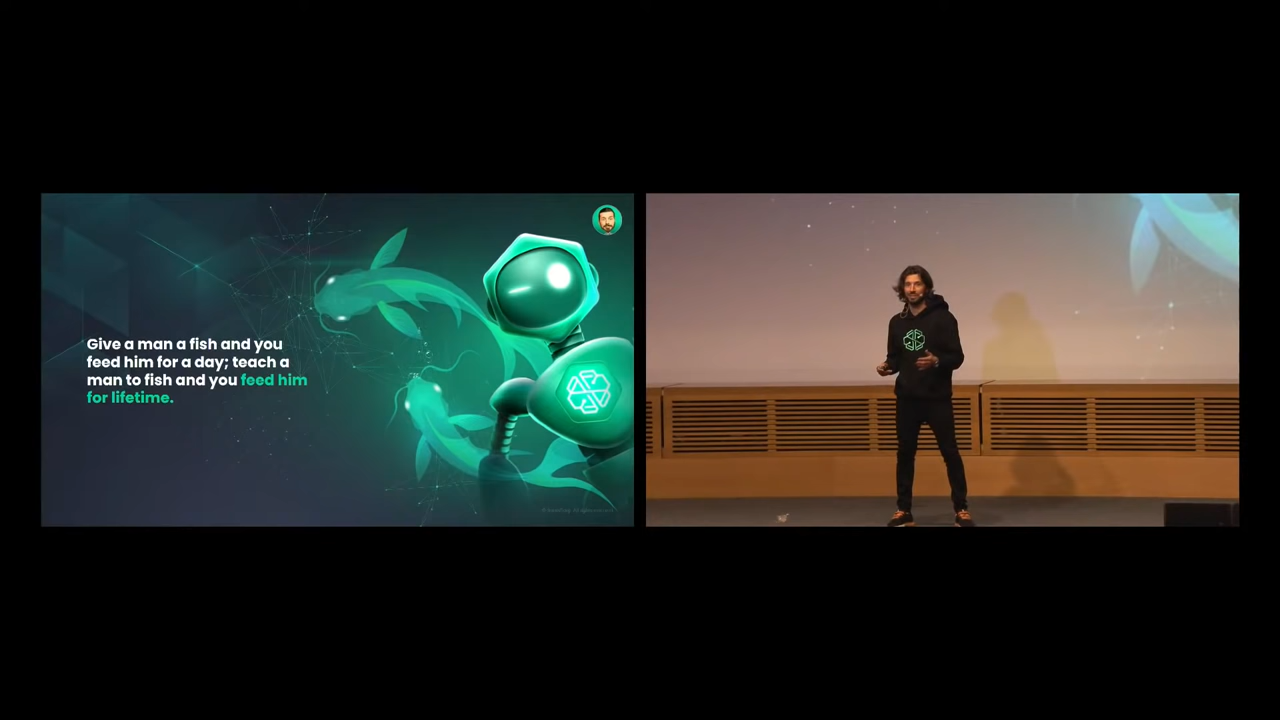 Give a man a fish and you
feed him for a day; teach a
man to fish and you feed him
for lifetime.